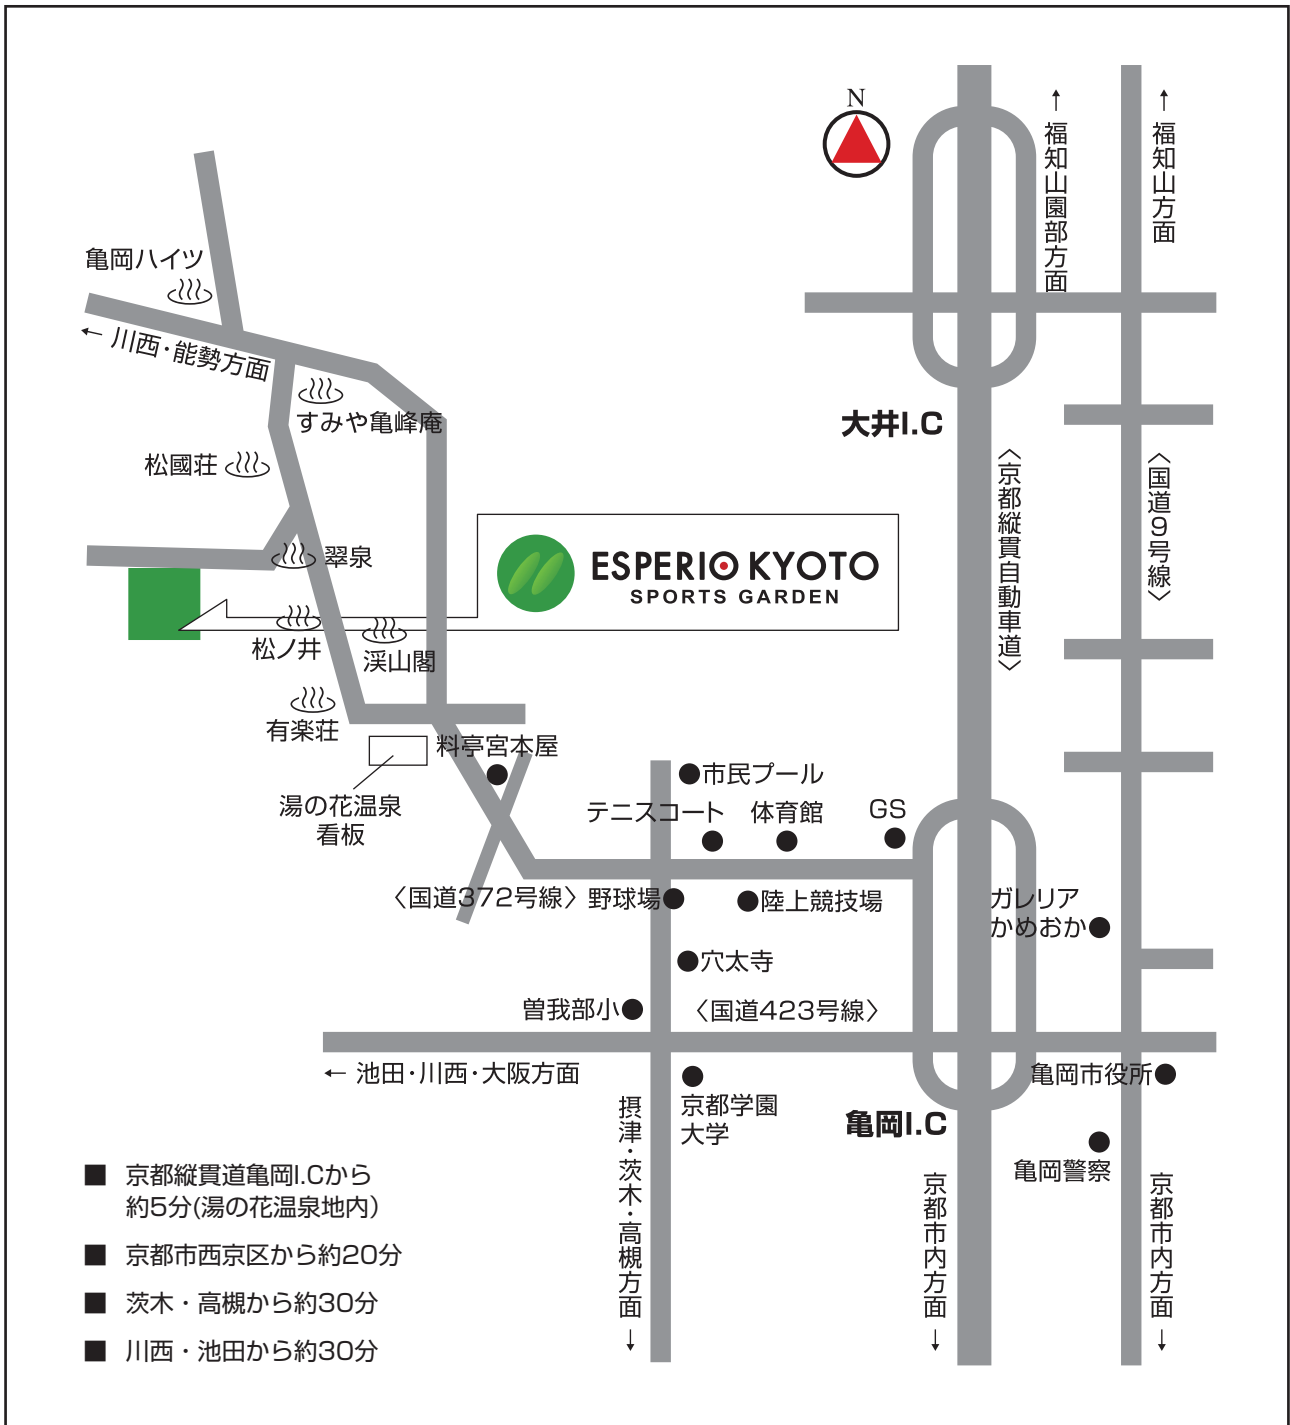 N
↑福知山園部方面
↑福知山方面
亀岡ハイツ
←川西・能勢方面
すみや亀峰庵
大井I.C
松國荘
〈京都縦貫自動車道〉
〈国道9号線〉
翠泉
ESPERIO KYOTO
SPORTS GARDEN
松ノ井
渓山閣
有楽荘
料亭宮本屋
湯の花温泉
看板
市民プール
テニスコート
体育館
GS
〈国道372号線〉
野球場
陸上競技場
ガレリア
かめおか
穴太寺
曽我部小
〈国道423号線〉
←池田・川西・大阪方面
京都学園
大学
亀岡市役所
亀岡I.C
亀岡警察
摂津・茨木・高槻方面→
京都市内方面→
京都市内方面→
■ 京都縦貫道亀岡I.Cから
約5分(湯の花温泉地内)
■ 京都市西京区から約20分
■ 茨木・高槻から約30分
■ 川西・池田から約30分